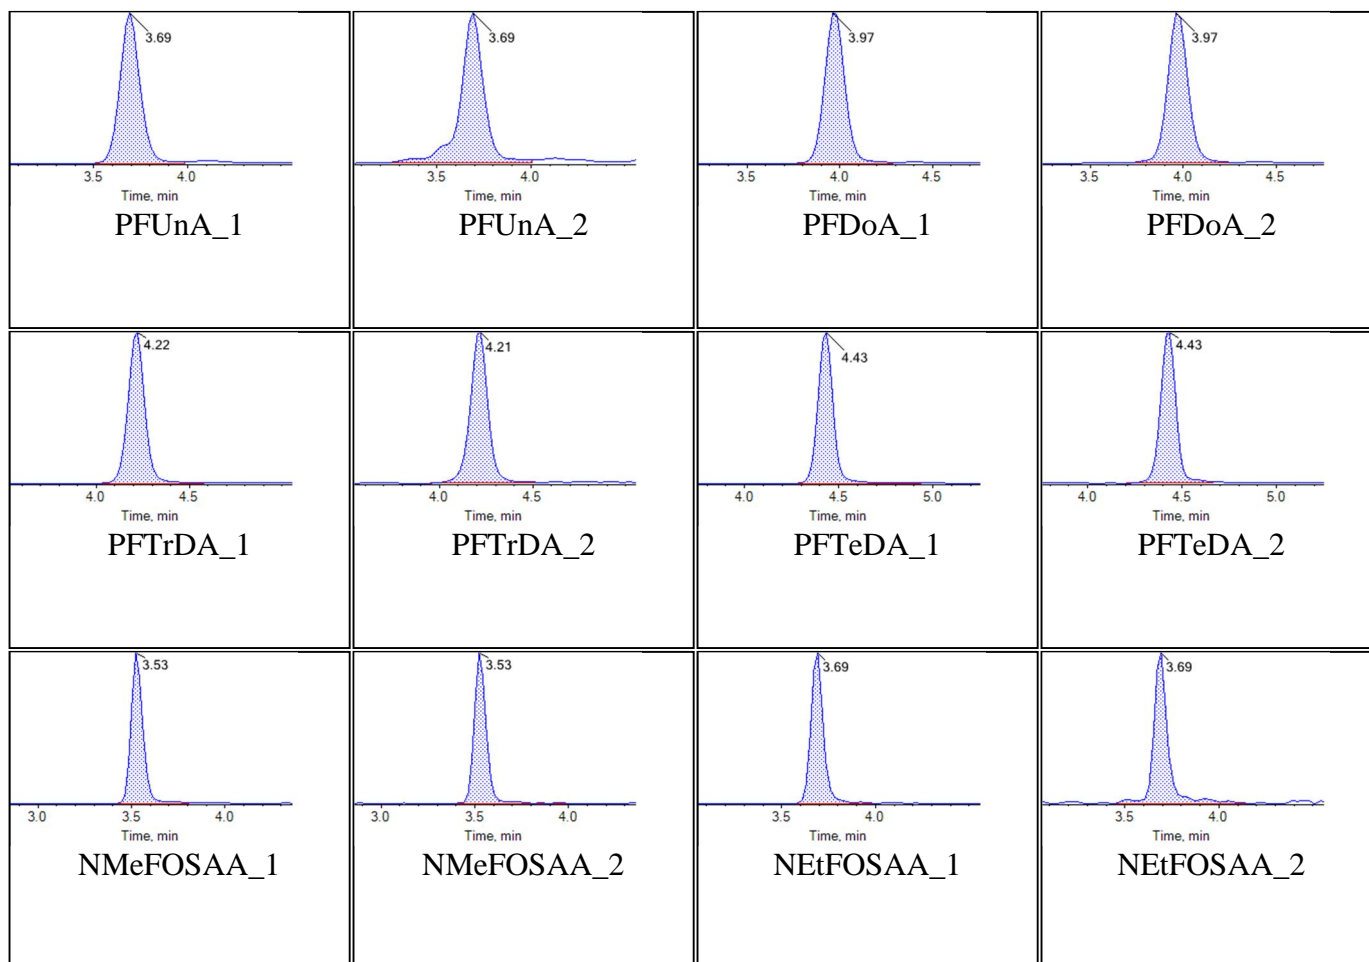 3.69
3.5 4.0
Time, min
PFUnA_1
3.69
3.5 4.0
Time, min
PFUnA_2
3.97
3.5 4.0 4.5
Time, min
PFDoA_1
3.97
3.5 4.0 4.5
Time, min
PFDoA_2
4.22
4.0 4.5
Time, min
PFTrDA_1
4.21
4.0 4.5
Time, min
PFTrDA_2
4.43
4.0 4.5 5.0
Time, min
PFTeDA_1
4.43
4.0 4.5 5.0
Time, min
PFTeDA_2
3.53
3.0 3.5 4.0
Time, min
NMeFOSAA_1
3.53
3.0 3.5 4.0
Time, min
NMeFOSAA_2
3.69
3.5 4.0
Time, min
NEtFOSAA_1
3.69
3.5 4.0
Time, min
NEtFOSAA_2